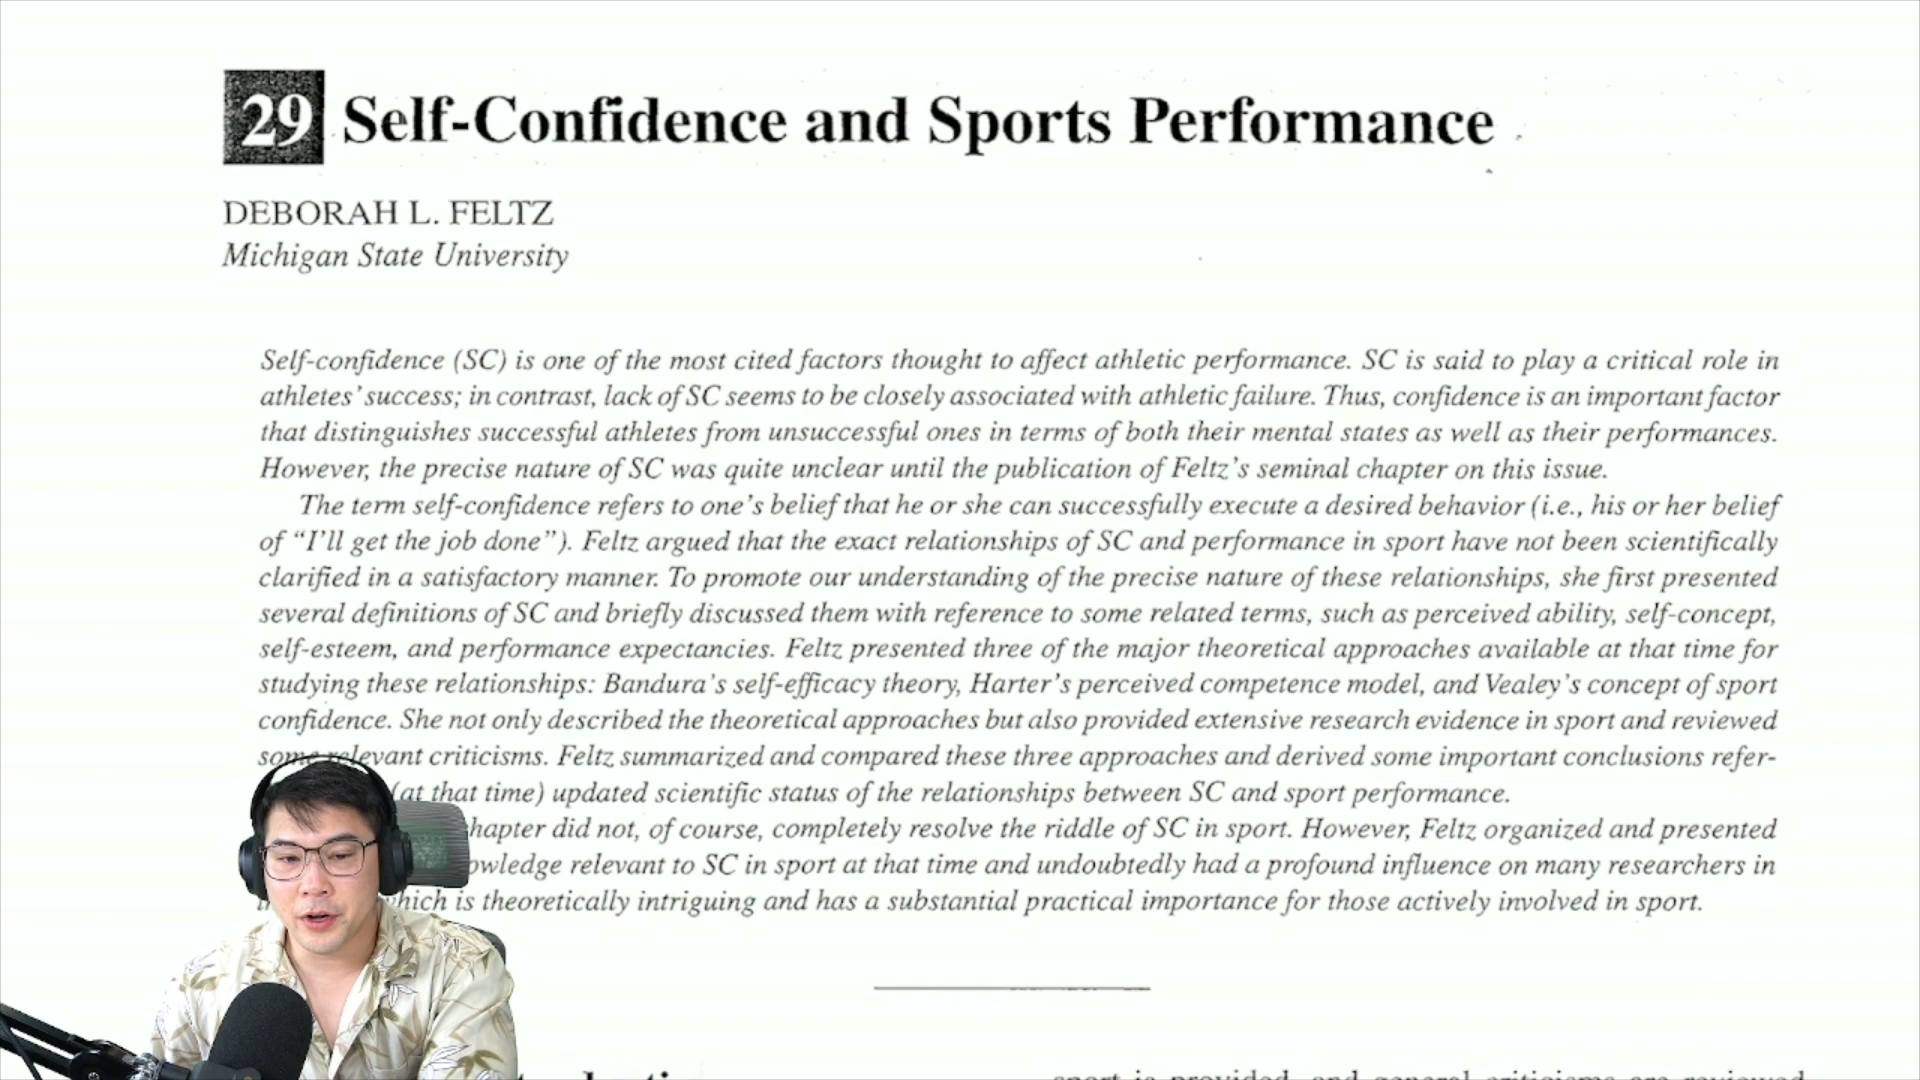 29 Self-Confidence and Sports Performance
DEBORAH L. FELTZ
Michigan State University
Self-confidence (SC) is one of the most cited factors thought to affect athletic performance. SC is said to play a critical role in
athletes' success; in contrast, lack of SC seems to be closely associated with athletic failure. Thus, confidence is an important factor
that distinguishes successful athletes from unsuccessful ones in terms of both their mental states as well as their performances.
However, the precise nature of SC was quite unclear until the publication of Feltz's seminal chapter on this issue.
The term self-confidence refers to one's belief that he or she can successfully execute a desired behavior (i.e., his or her belief
of “I'll get the job done”). Feltz argued that the exact relationships of SC and performance in sport have not been scientifically
clarified in a satisfactory manner. To promote our understanding of the precise nature of these relationships, she first presented
several definitions of SC and briefly discussed them with reference to some related terms, such as perceived ability, self-concept,
self-esteem, and performance expectancies. Feltz presented three of the major theoretical approaches available at that time for
studying these relationships: Bandura's self-efficacy theory, Harter's perceived competence model, and Vealey's concept of sport
confidence. She not only described the theoretical approaches but also provided extensive research evidence in sport and reviewed
some relevant criticisms. Feltz summarized and compared these three approaches and derived some important conclusions refer-
(at that time) updated scientific status of the relationships between SC and sport performance.
did not, of course, completely resolve the riddle of SC in sport. However, Feltz organized and presented
relevant to SC in sport at that time and undoubtedly had a profound influence on many researchers in
is theoretically intriguing and has a substantial practical importance for those actively involved in sport.
sport is provided, and general criticisms are reviewed